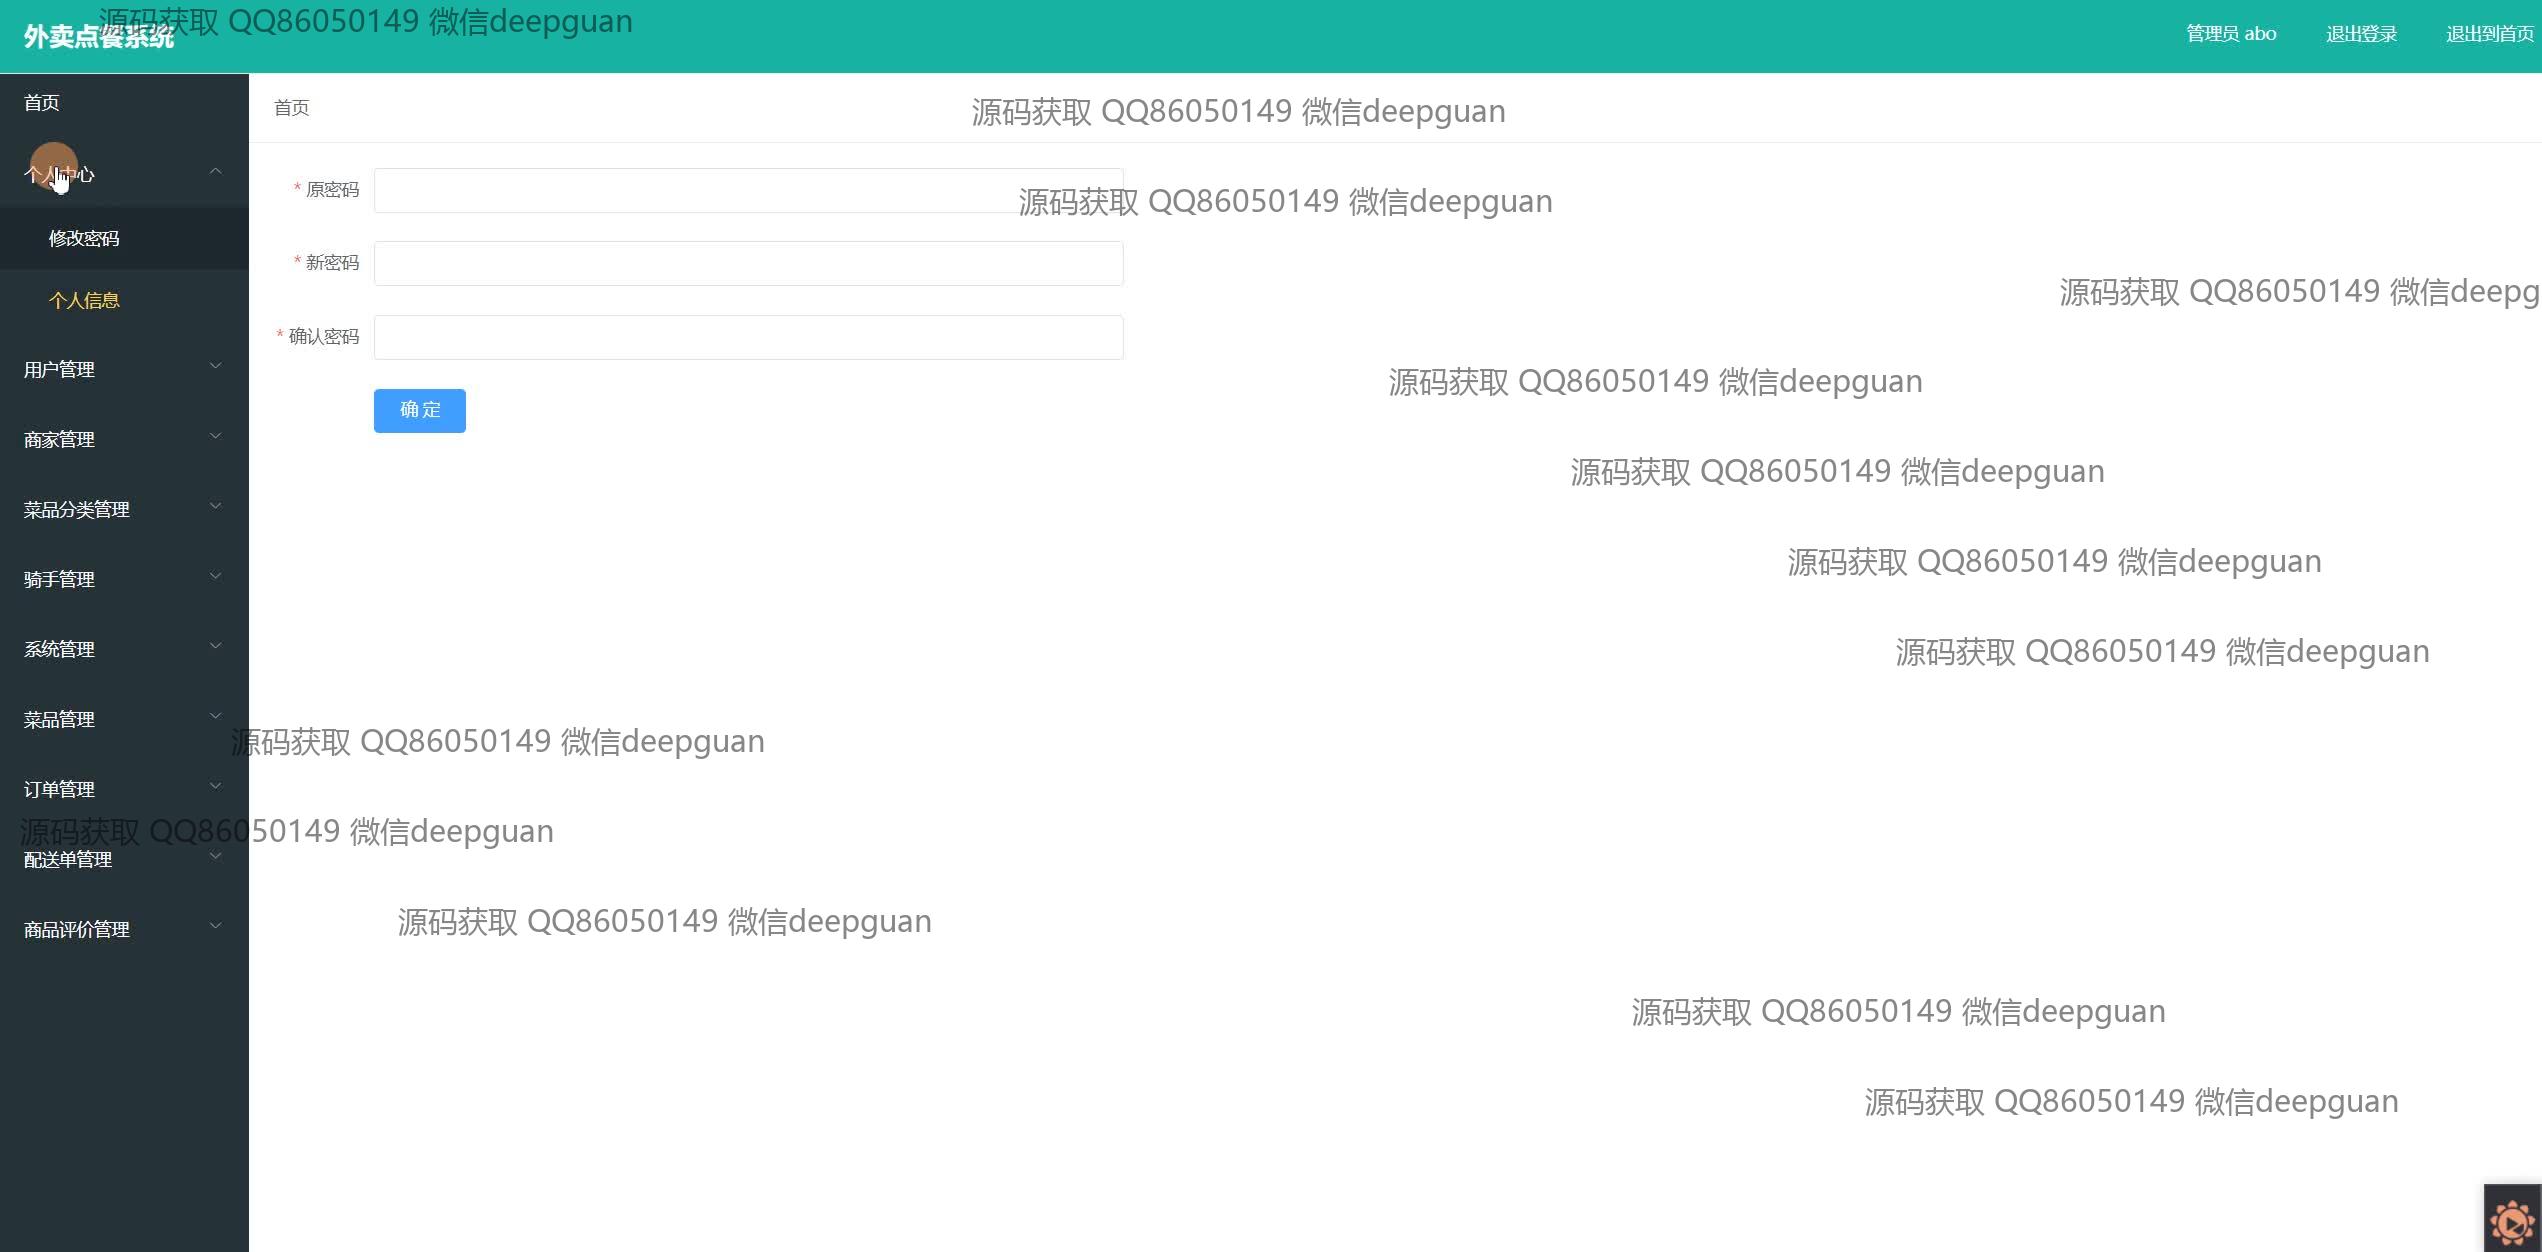 外卖点餐系统
源码获取 QQ86050149 微信deepguan
管理员 abo
退出登录
退出到首页
首页
首页
源码获取 QQ86050149 微信deepguan
个人中心
* 原密码
源码获取 QQ86050149 微信deepguan
修改密码
* 新密码
个人信息
源码获取 QQ86050149 微信deepg
* 确认密码
用户管理
源码获取 QQ86050149 微信deepguan
确定
商家管理
源码获取 QQ86050149 微信deepguan
菜品分类管理
源码获取 QQ86050149 微信deepguan
骑手管理
系统管理
源码获取 QQ86050149 微信deepguan
菜品管理
源码获取 QQ86050149 微信deepguan
订单管理
源码获取 QQ86050149 微信deepguan
配送单管理
源码获取 QQ86050149 微信deepguan
商品评价管理
源码获取 QQ86050149 微信deepguan
源码获取 QQ86050149 微信deepguan